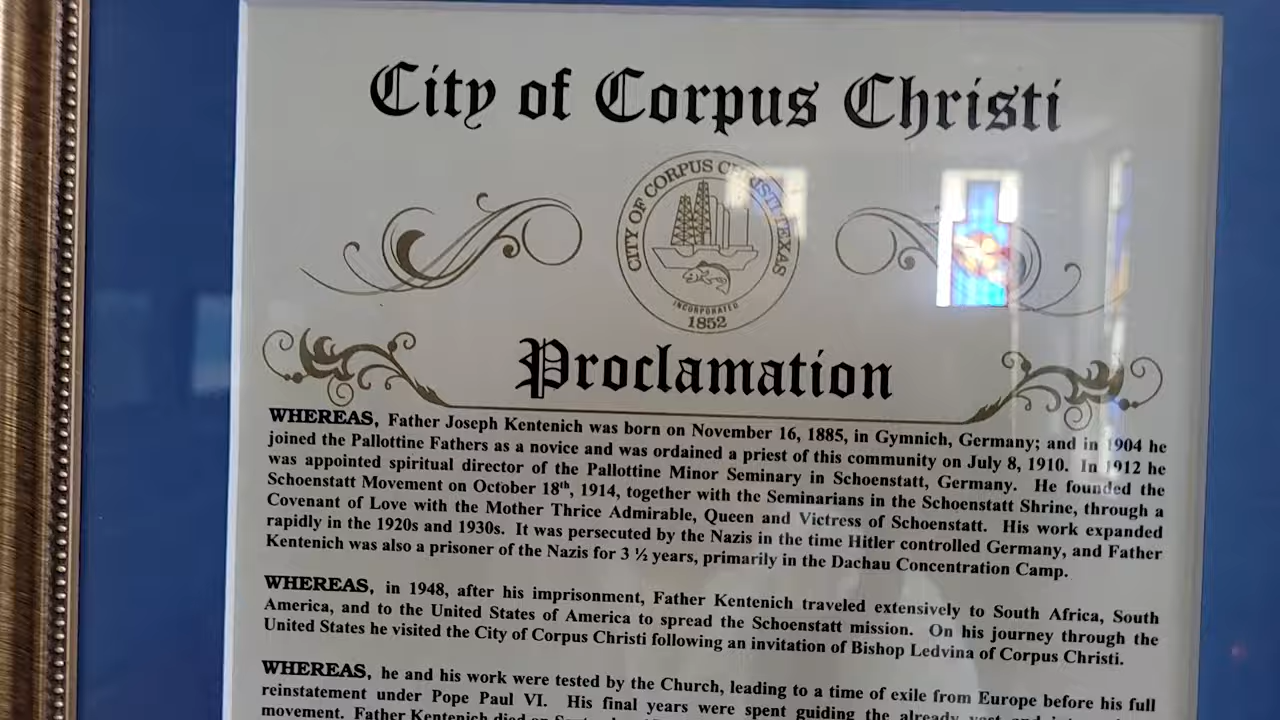 City of Corpus Christi
CITY OF CORPUS CHRISTI, TEXAS
INCORPORATED
1852
Proclamation
WHEREAS, Father Joseph Kentenich was born on November 16, 1885, in Gymnich, Germany; and in 1904 he
joined the Pallottine Fathers as a novice and was ordained a priest of this community on July 8, 1910. In 1912 he
was appointed spiritual director of the Pallottine Minor Seminary in Schoenstatt, Germany. He founded the
Schoenstatt Movement on October 18th, 1914, together with the Seminarians in the Schoenstatt Shrine, through a
Covenant of Love with the Mother Thrice Admirable, Queen and Victress of Schoenstatt. His work expanded
rapidly in the 1920s and 1930s. It was persecuted by the Nazis in the time Hitler controlled Germany, and Father
Kentenich was also a prisoner of the Nazis for 3 ½ years, primarily in the Dachau Concentration Camp.
WHEREAS, in 1948, after his imprisonment, Father Kentenich traveled extensively to South Africa, South
America, and to the United States of America to spread the Schoenstatt mission. On his journey through the
United States he visited the City of Corpus Christi following an invitation of Bishop Ledvina of Corpus Christi.
WHEREAS, he and his work were tested by the Church, leading to a time of exile from Europe before his full
reinstatement under Pope Paul VI. His final years were spent guiding the already vast and
movement. Father Kentenich died on